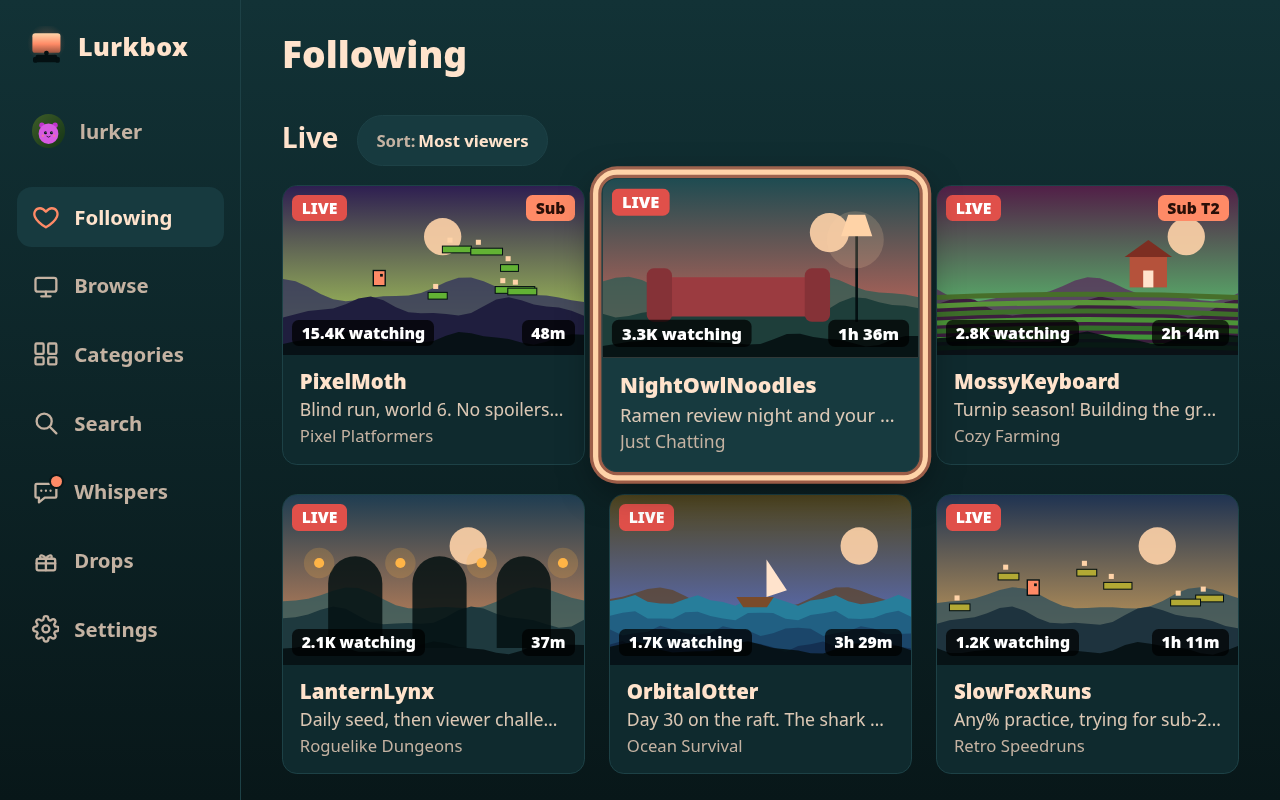 Lurkbox
lurker
Following
Browse
Categories
Search
Whispers
Drops
Settings
Following
Live
Sort: Most viewers
LIVE
Sub
15.4K watching
48m
PixelMoth
Blind run, world 6. No spoilers...
Pixel Platformers
LIVE
3.3K watching
1h 36m
NightOwlNoodles
Ramen review night and your ...
Just Chatting
LIVE
Sub T2
2.8K watching
2h 14m
MossyKeyboard
Turnip season! Building the gr...
Cozy Farming
LIVE
2.1K watching
37m
LanternLynx
Daily seed, then viewer challe...
Roguelike Dungeons
LIVE
1.7K watching
3h 29m
OrbitalOtter
Day 30 on the raft. The shark ...
Ocean Survival
LIVE
1.2K watching
1h 11m
SlowFoxRuns
Any% practice, trying for sub-2...
Retro Speedruns